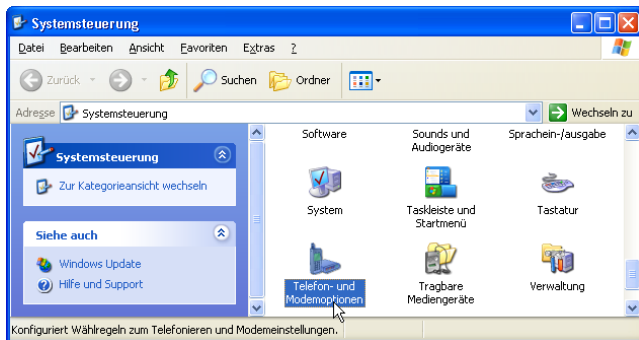 Systemsteuerung
Datei Bearbeiten Ansicht Favoriten Extras ?
Zurück Suchen Ordner
Adresse Systemsteuerung Wechseln zu
Systemsteuerung
Zur Kategorieansicht wechseln
Siehe auch
Windows Update
Hilfe und Support
Software Sounds und Sprachein-/ausgabe
Audiogeräte
System Taskleiste und Tastatur
Startmenü
Telefon- und Tragbare Verwaltung
Modemoptionen Mediengeräte
Konfiguriert Wählregeln zum Telefonieren und Modemeinstellungen.